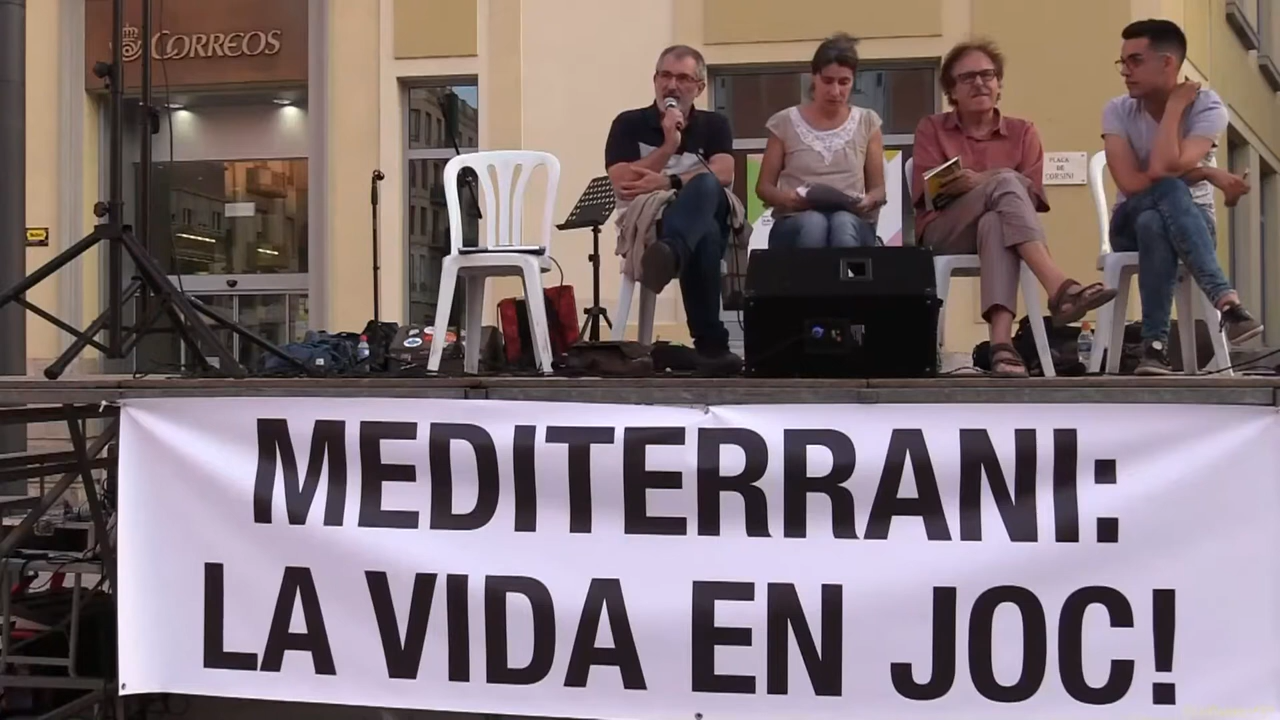 CORREOS
PLAÇA
DE
CORSINI
MEDITERRANI:
LA VIDA EN JOC!